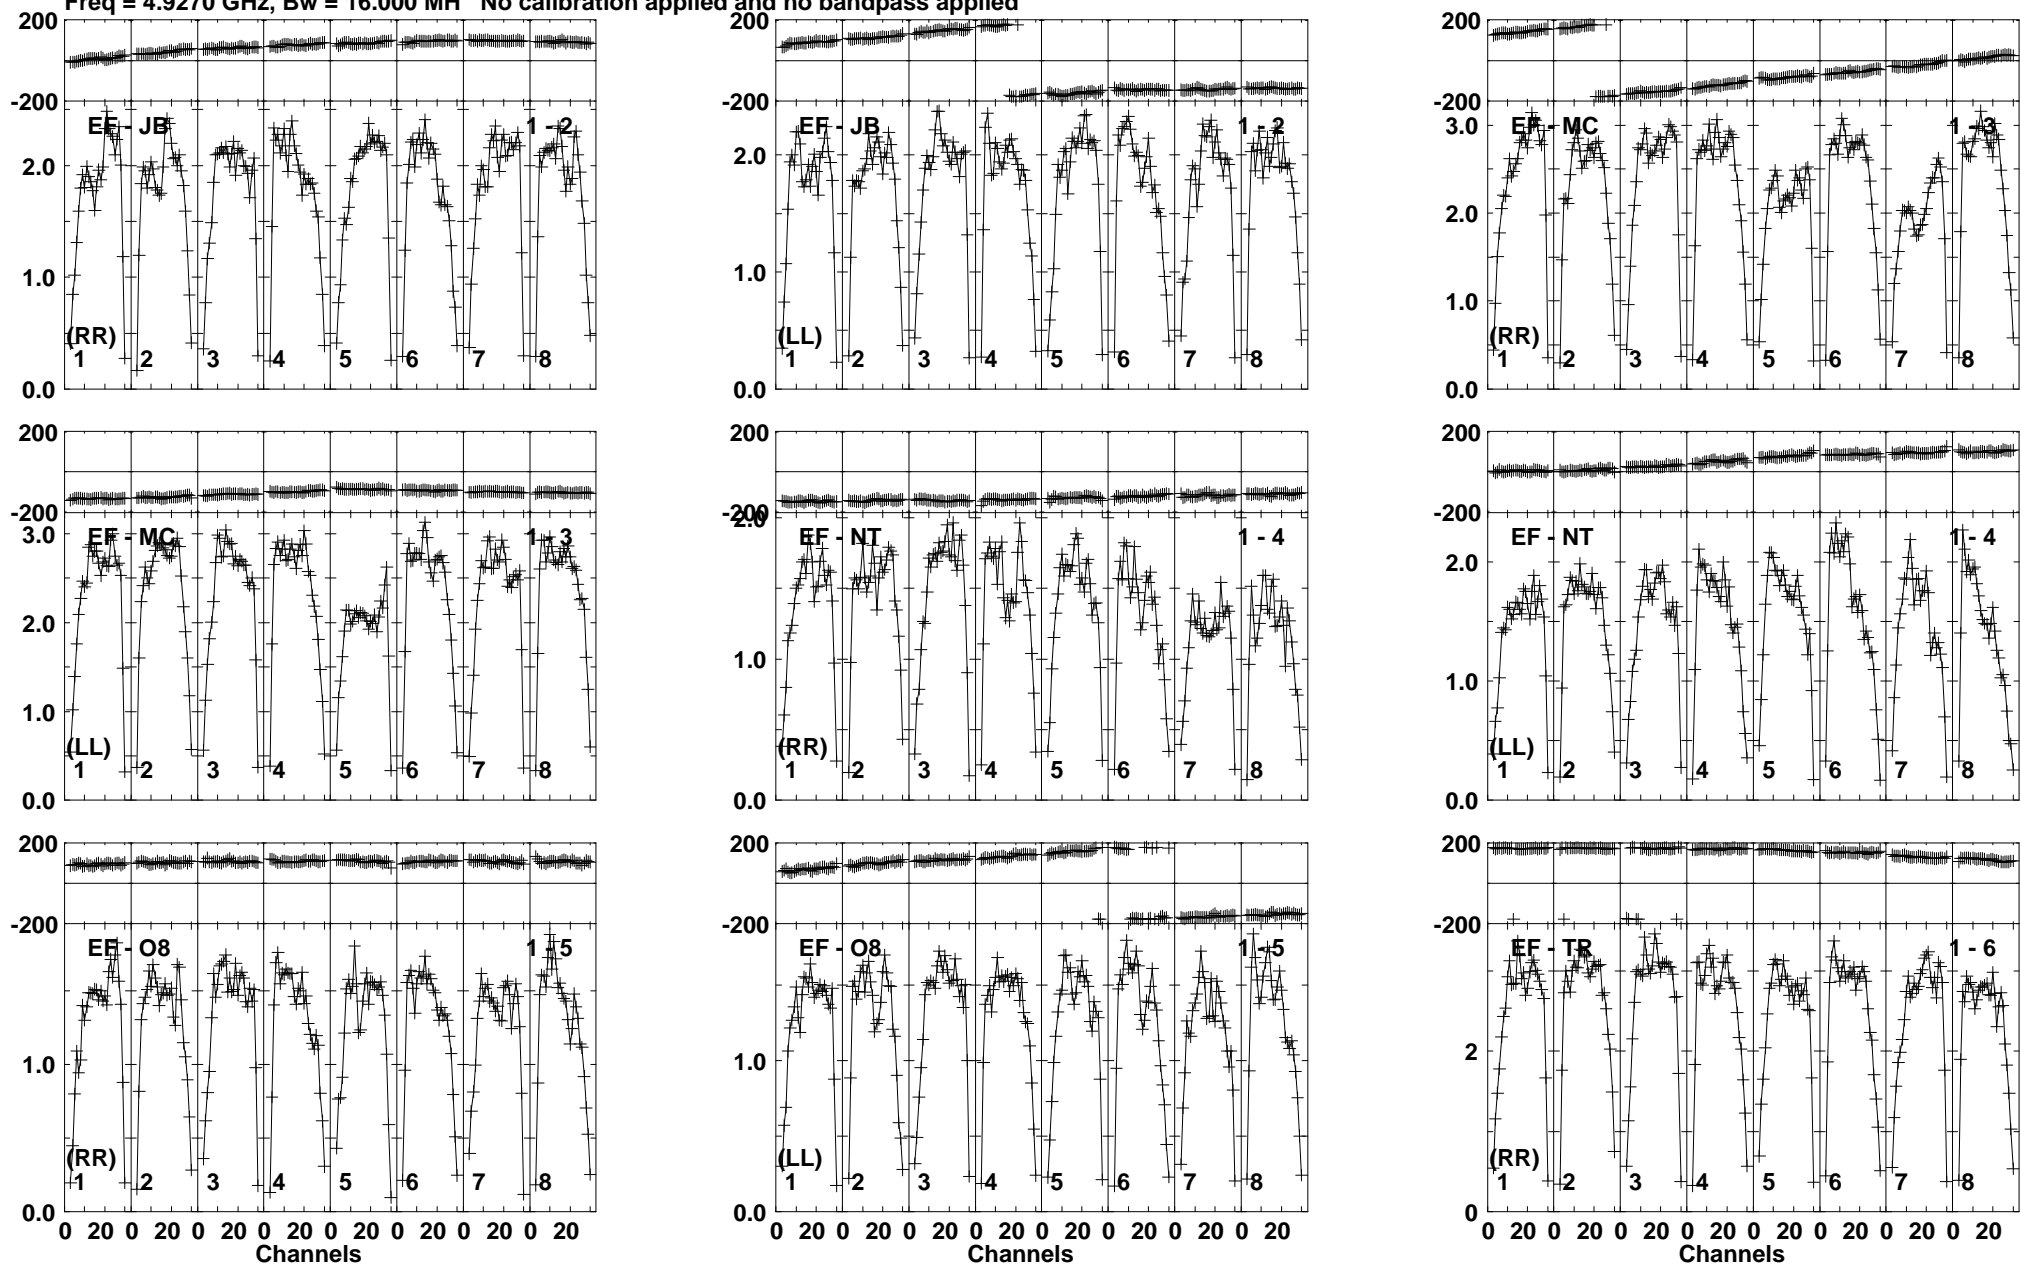 Freq = 4.9270 GHz, Bw = 16.000 MH No calibration applied and no bandpass applied
200 200 200
-200 -200 -200
EF - JB 1 - 2 EF - JB 1 - 2 EF - MC 1 - 3
3.0
2.0 2.0 2.0
1.0 1.0 1.0
(RR) (LL) (RR)
1 2 3 4 5 6 7 8 1 2 3 4 5 6 7 8 1 2 3 4 5 6 7 8
0.0 0.0 0.0
200 200 200
-200 -200 -200
2.0
EF - MC 1 - 3 EF - NT 1 - 4 EF - NT 1 - 4
3.0
2.0 2.0
1.0 1.0 1.0
(LL) (RR) (LL)
1 2 3 4 5 6 7 8 1 2 3 4 5 6 7 8 1 2 3 4 5 6 7 8
0.0 0.0 0.0
200 200 200
-200 -200 -200
EF - O8 1 - 5 EF - O8 1 - 5 EF - TR 1 - 6
1.0 1.0 2
(RR) (LL) (RR)
1 2 3 4 5 6 7 8 1 2 3 4 5 6 7 8 1 2 3 4 5 6 7 8
0.0 0.0 0
0 20 0 20 0 20 0 20 0 20 0 20 0 20 0 20 0 20 0 20 0 20 0 20 0 20 0 20 0 20 0 20 0 20 0 20 0 20 0 20 0 20 0 20 0 20 0 20
Channels Channels Channels